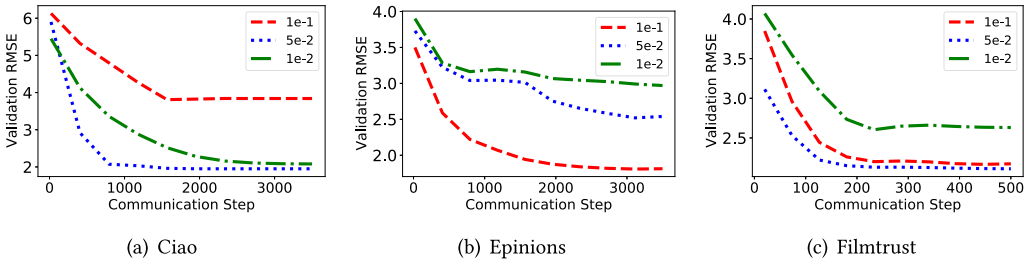 6
5
4
3
2
Validation RMSE
1e-1
5e-2
1e-2
0
1000
2000
3000
Communication Step
(a) Ciao
4.0
3.5
3.0
2.5
2.0
Validation RMSE
1e-1
5e-2
1e-2
0
1000
2000
3000
Communication Step
(b) Epinions
4.0
3.5
3.0
2.5
Validation RMSE
1e-1
5e-2
1e-2
0
100
200
300
400
500
Communication Step
(c) Filmtrust